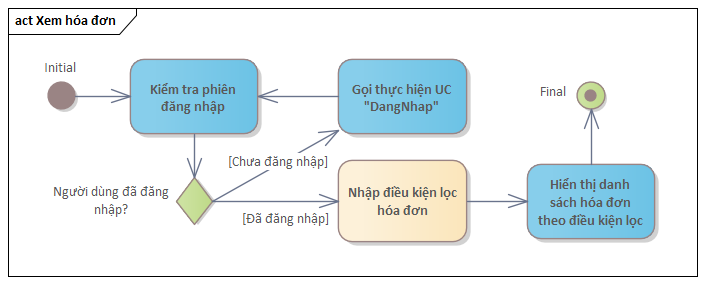 act Xem hóa đơn
Initial
Kiểm tra phiên
đăng nhập
Gọi thực hiện UC
"DangNhap"
Final
[Chưa đăng nhập]
Người dùng đã đăng
nhập?
[Đã đăng nhập]
Nhập điều kiện lọc
hóa đơn
Hiển thị danh
sách hóa đơn
theo điều kiện lọc